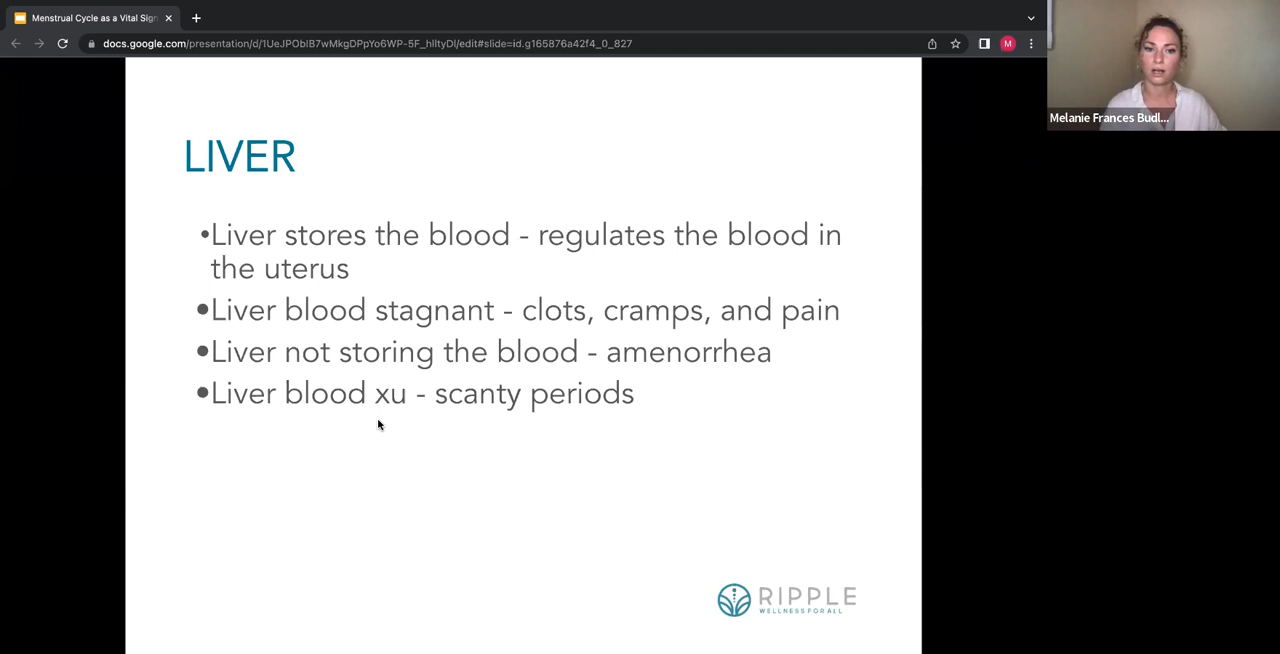 Menstrual Cycle as a Vital Sign
docs.google.com/presentation/d/1UeJPOblB7wMkgDPpYo6WP-5F_hlltyDl/edit#slide=id.g165876a42f4_0_827
M
Melanie Frances Budl...
LIVER
•Liver stores the blood - regulates the blood in
the uterus
•Liver blood stagnant - clots, cramps, and pain
•Liver not storing the blood - amenorrhea
•Liver blood xu - scanty periods
RIPPLE
WELLNESS FOR ALL